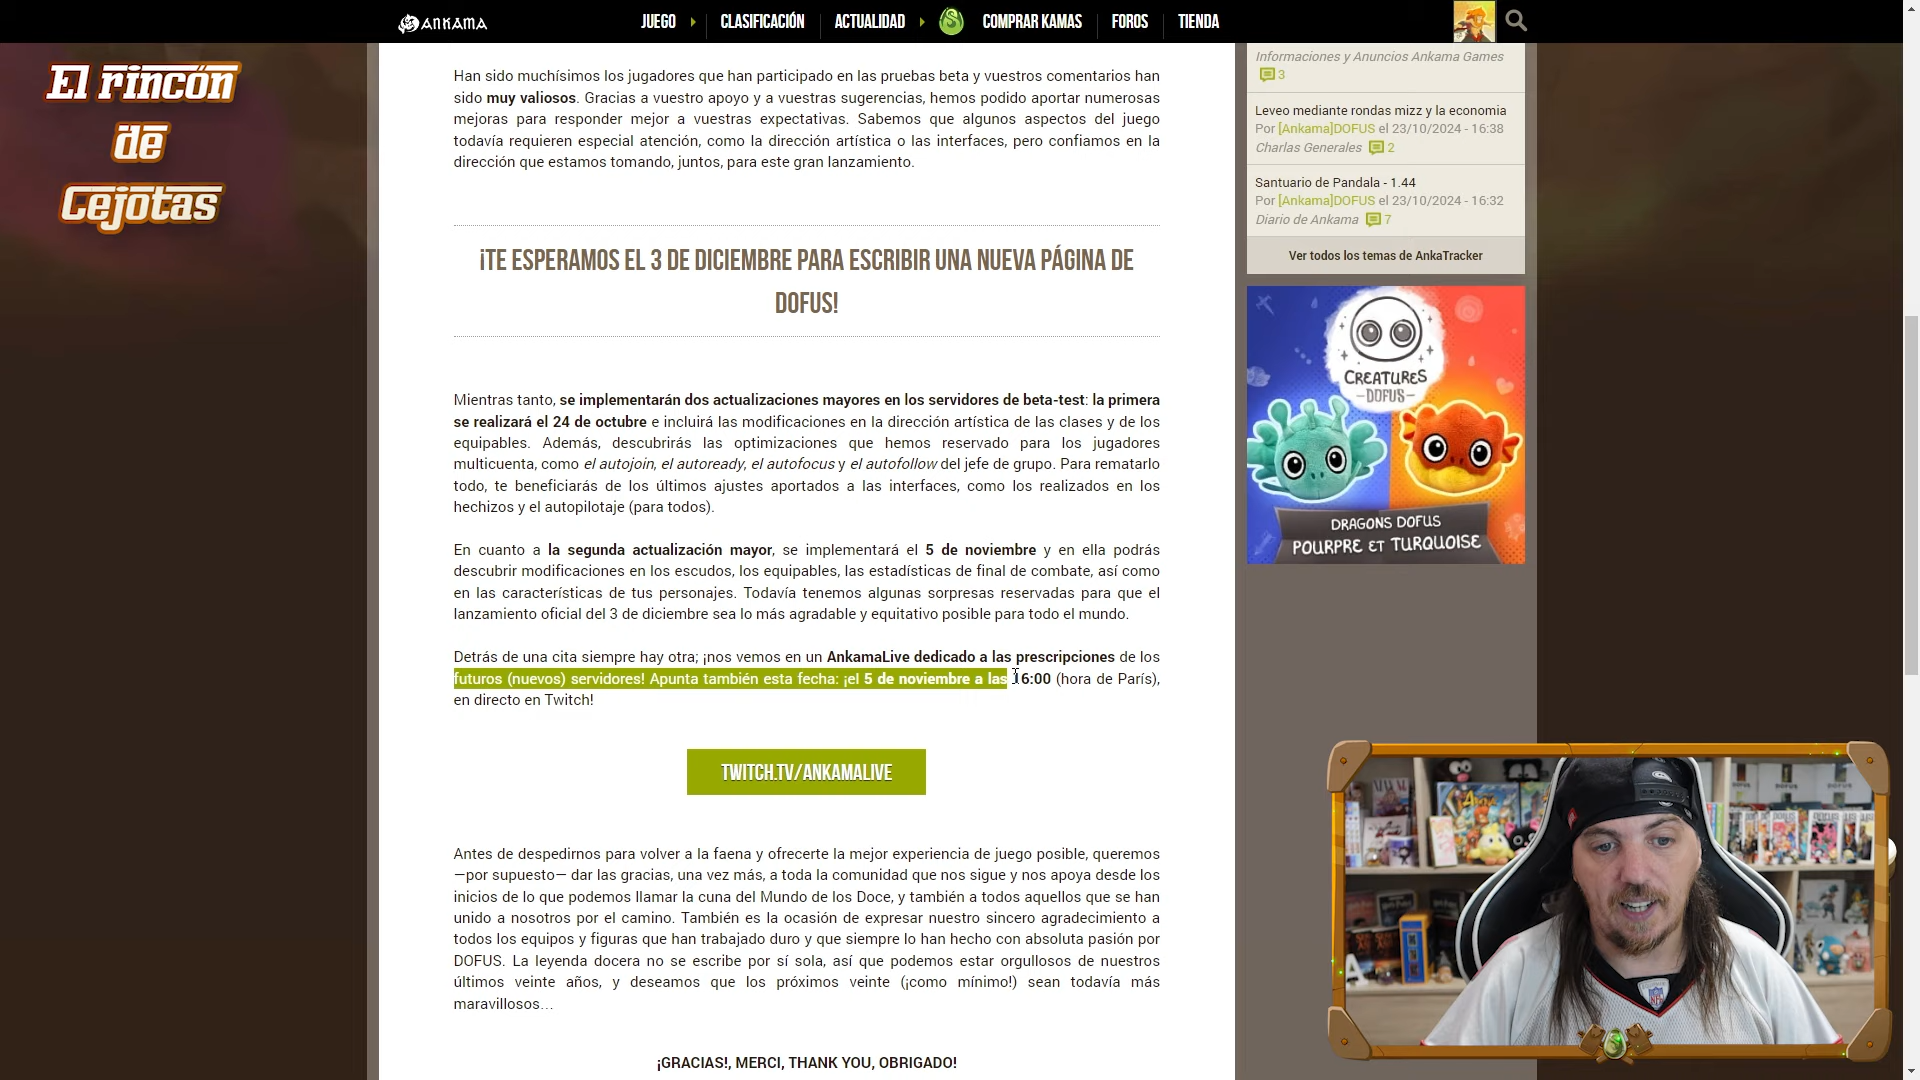 ANKAMA
JUEGO
CLASIFICACIÓN
ACTUALIDAD
COMPRAR KAMAS
FOROS
TIENDA
El rincón
de
Cejotas
Han sido muchísimos los jugadores que han participado en las pruebas beta y vuestros comentarios han
sido muy valiosos. Gracias a vuestro apoyo y a vuestras sugerencias, hemos podido aportar numerosas
mejoras para responder mejor a vuestras expectativas. Sabemos que algunos aspectos del juego
todavía requieren especial atención, como la dirección artística o las interfaces, pero confiamos en la
dirección que estamos tomando, juntos, para este gran lanzamiento.
¡TE ESPERAMOS EL 3 DE DICIEMBRE PARA ESCRIBIR UNA NUEVA PÁGINA DE
DOFUS!
Mientras tanto, se implementarán dos actualizaciones mayores en los servidores de beta-test: la primera
se realizará el 24 de octubre e incluirá las modificaciones en la dirección artística de las clases y de los
equipables. Además, descubrirás las optimizaciones que hemos reservado para los jugadores
multicuenta, como el autojoin, el autoready, el autofocus y el autofollow del jefe de grupo. Para rematarlo
todo, te beneficiarás de los últimos ajustes aportados a las interfaces, como los realizados en los
hechizos y el autopilotaje (para todos).
En cuanto a la segunda actualización mayor, se implementará el 5 de noviembre y en ella podrás
descubrir modificaciones en los escudos, los equipables, las estadísticas de final de combate, así como
en las características de tus personajes. Todavía tenemos algunas sorpresas reservadas para que el
lanzamiento oficial del 3 de diciembre sea lo más agradable y equitativo posible para todo el mundo.
Detrás de una cita siempre hay otra; ¡nos vemos en un AnkamaLive dedicado a las prescripciones de los
futuros (nuevos) servidores! Apunta también esta fecha: ¡el 5 de noviembre a las 16:00 (hora de París),
en directo en Twitch!
TWITCH.TV/ANKAMALIVE
Antes de despedirnos para volver a la faena y ofrecerte la mejor experiencia de juego posible, queremos
—por supuesto— dar las gracias, una vez más, a toda la comunidad que nos sigue y nos apoya desde los
inicios de lo que podemos llamar la cuna del Mundo de los Doce, y también a todos aquellos que se han
unido a nosotros por el camino. También es la ocasión de expresar nuestro sincero agradecimiento a
todos los equipos y figuras que han trabajado duro y que siempre lo han hecho con absoluta pasión por
DOFUS. La leyenda docera no se escribe por sí sola, así que podemos estar orgullosos de nuestros
últimos veinte años, y deseamos que los próximos veinte (¡como mínimo!) sean todavía más
maravillosos…
¡GRACIAS!, MERCI, THANK YOU, OBRIGADO!
Informaciones y Anuncios Ankama Games
3
Leveo mediante rondas mizz y la economia
Por [Ankama]DOFUS el 23/10/2024 - 16:38
Charlas Generales 2
Santuario de Pandala - 1.44
Por [Ankama]DOFUS el 23/10/2024 - 16:32
Diario de Ankama 7
Ver todos los temas de AnkaTracker
CREATURES
-DOFUS-
DRAGONS DOFUS
POURPRE ET TURQUOISE
NFL